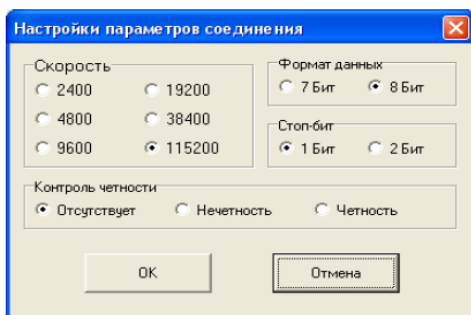 Настройки параметров соединения
Скорость
2400 19200
4800 38400
9600 115200
Формат данных
7 Бит 8 Бит
Стоп-бит
1 Бит 2 Бит
Контроль четности
Отсутствует Нечетность Четность
OK Отмена